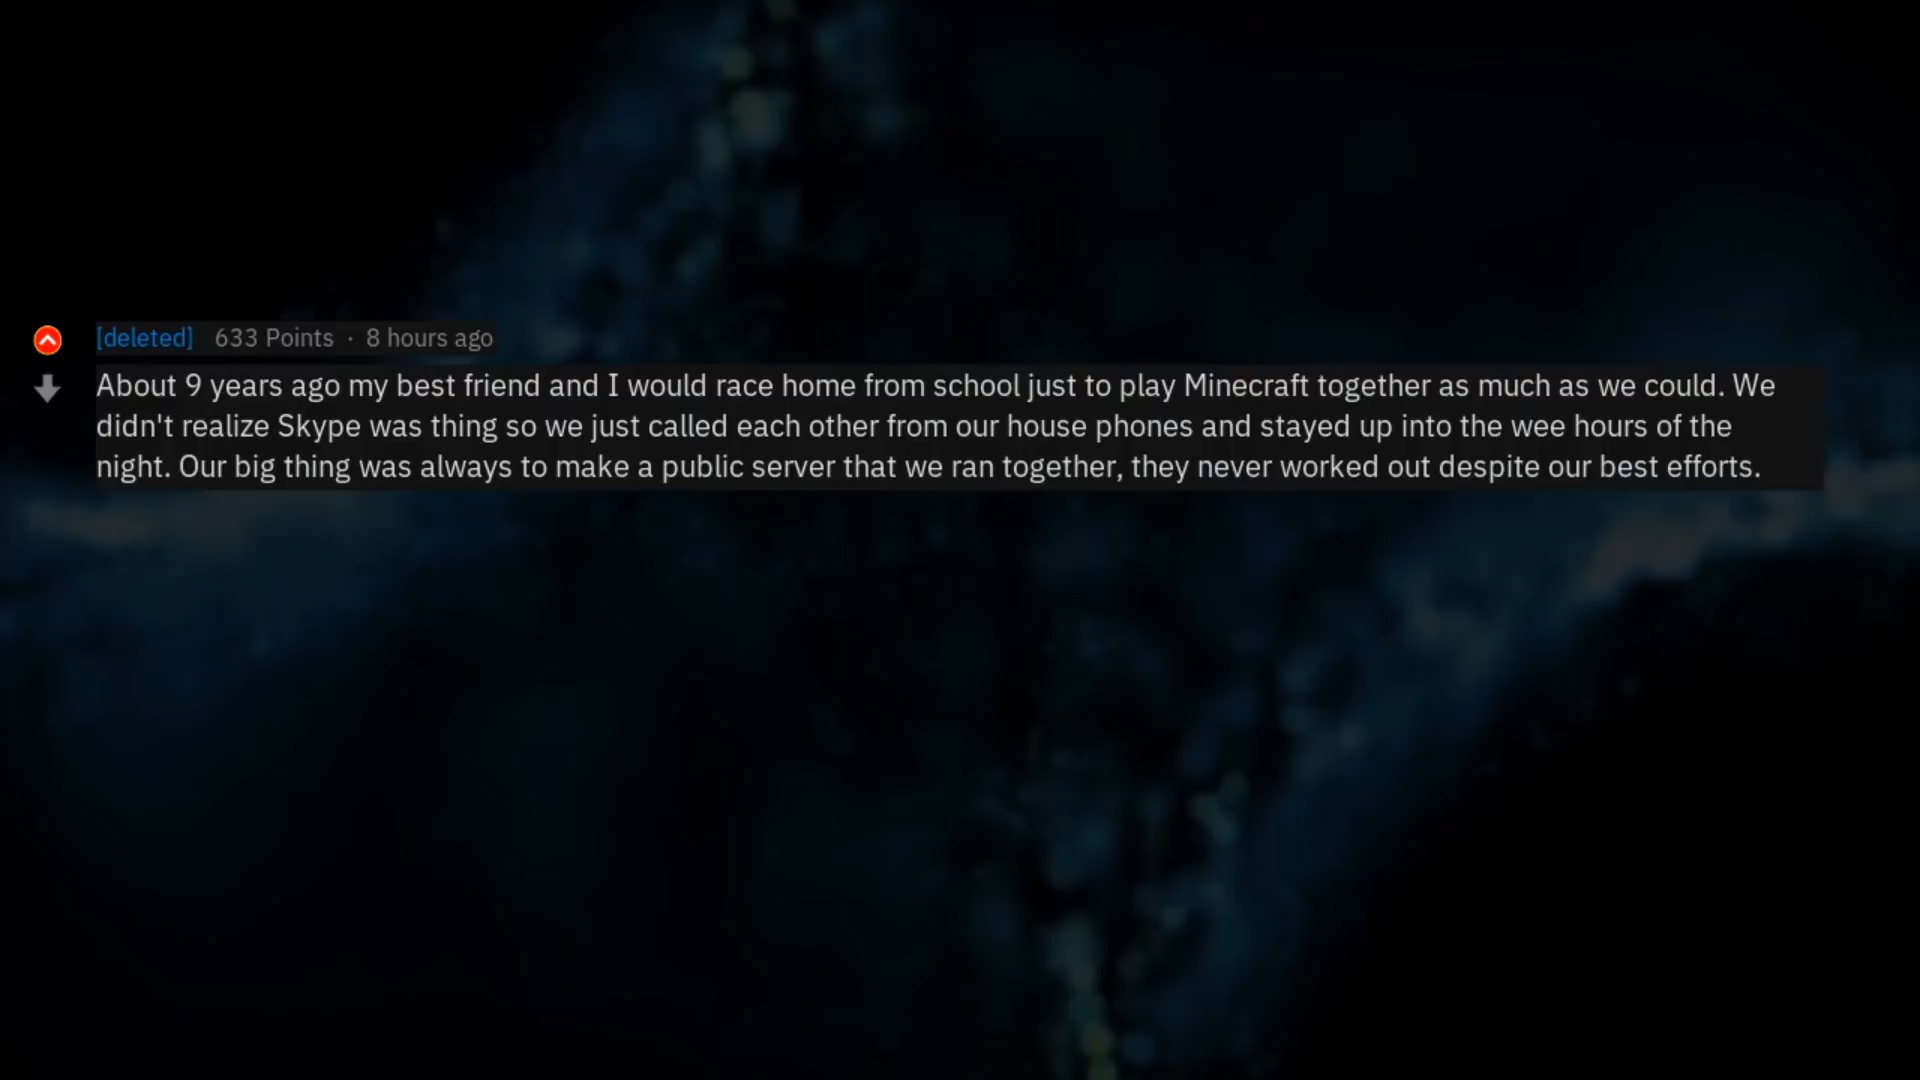 [deleted] 633 Points · 8 hours ago
About 9 years ago my best friend and I would race home from school just to play Minecraft together as much as we could. We
didn't realize Skype was thing so we just called each other from our house phones and stayed up into the wee hours of the
night. Our big thing was always to make a public server that we ran together, they never worked out despite our best efforts.